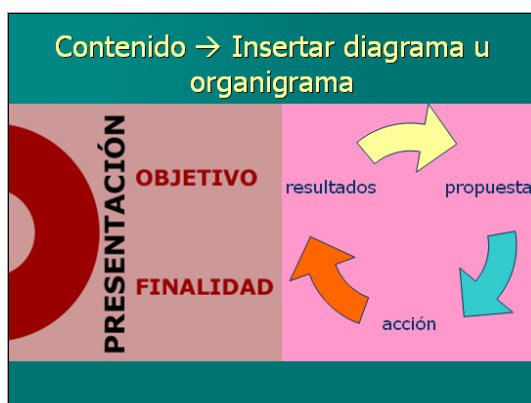 Contenido → Insertar diagrama u
organigrama
PRESENTACIÓN
OBJETIVO
FINALIDAD
resultados
propuesta
acción